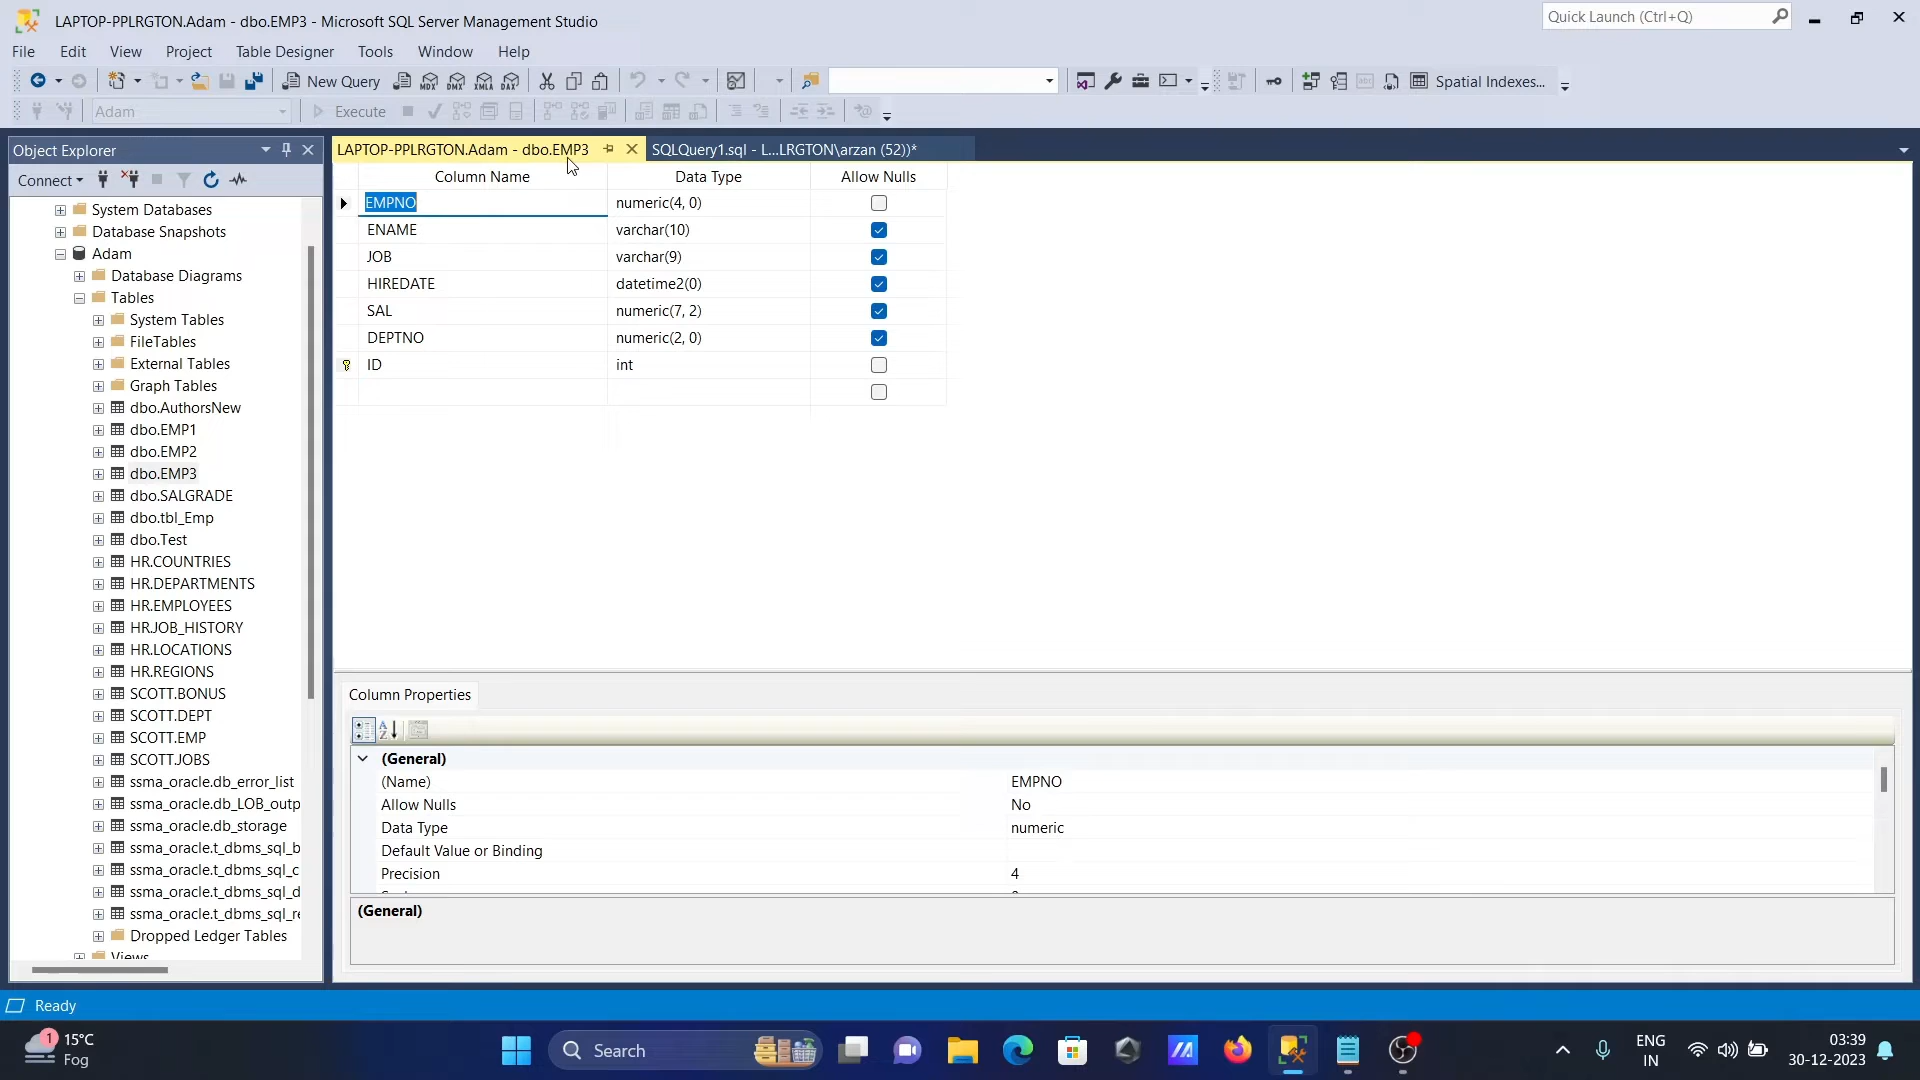 LAPTOP-PPLRGTON.Adam - dbo.EMP3 - Microsoft SQL Server Management Studio
Quick Launch (Ctrl+Q)
File Edit View Project Table Designer Tools Window Help
New Query MDX DMX XMLA DAX Spatial Indexes...
Adam Execute
Object Explorer
LAPTOP-PPLRGTON.Adam - dbo.EMP3
SQLQuery1.sql - L...LRGTON\arzan (52))*
Connect
System Databases
Database Snapshots
Adam
Database Diagrams
Tables
System Tables
FileTables
External Tables
Graph Tables
dbo.AuthorsNew
dbo.EMP1
dbo.EMP2
dbo.EMP3
dbo.SALGRADE
dbo.tbl_Emp
dbo.Test
HR.COUNTRIES
HR.DEPARTMENTS
HR.EMPLOYEES
HR.JOB_HISTORY
HR.LOCATIONS
HR.REGIONS
SCOTT.BONUS
SCOTT.DEPT
SCOTT.EMP
SCOTT.JOBS
ssma_oracle.db_error_list
ssma_oracle.db_LOB_outp
ssma_oracle.db_storage
ssma_oracle.t_dbms_sql_b
ssma_oracle.t_dbms_sql_c
ssma_oracle.t_dbms_sql_d
ssma_oracle.t_dbms_sql_re
Dropped Ledger Tables
Views
Column Name Data Type Allow Nulls
EMPNO numeric(4, 0)
ENAME varchar(10)
JOB varchar(9)
HIREDATE datetime2(0)
SAL numeric(7, 2)
DEPTNO numeric(2, 0)
ID int
Column Properties
(General)
(Name) EMPNO
Allow Nulls No
Data Type numeric
Default Value or Binding
Precision 4
(General)
Ready
1 15°C
Fog
Search
ENG
IN
03:39
30-12-2023